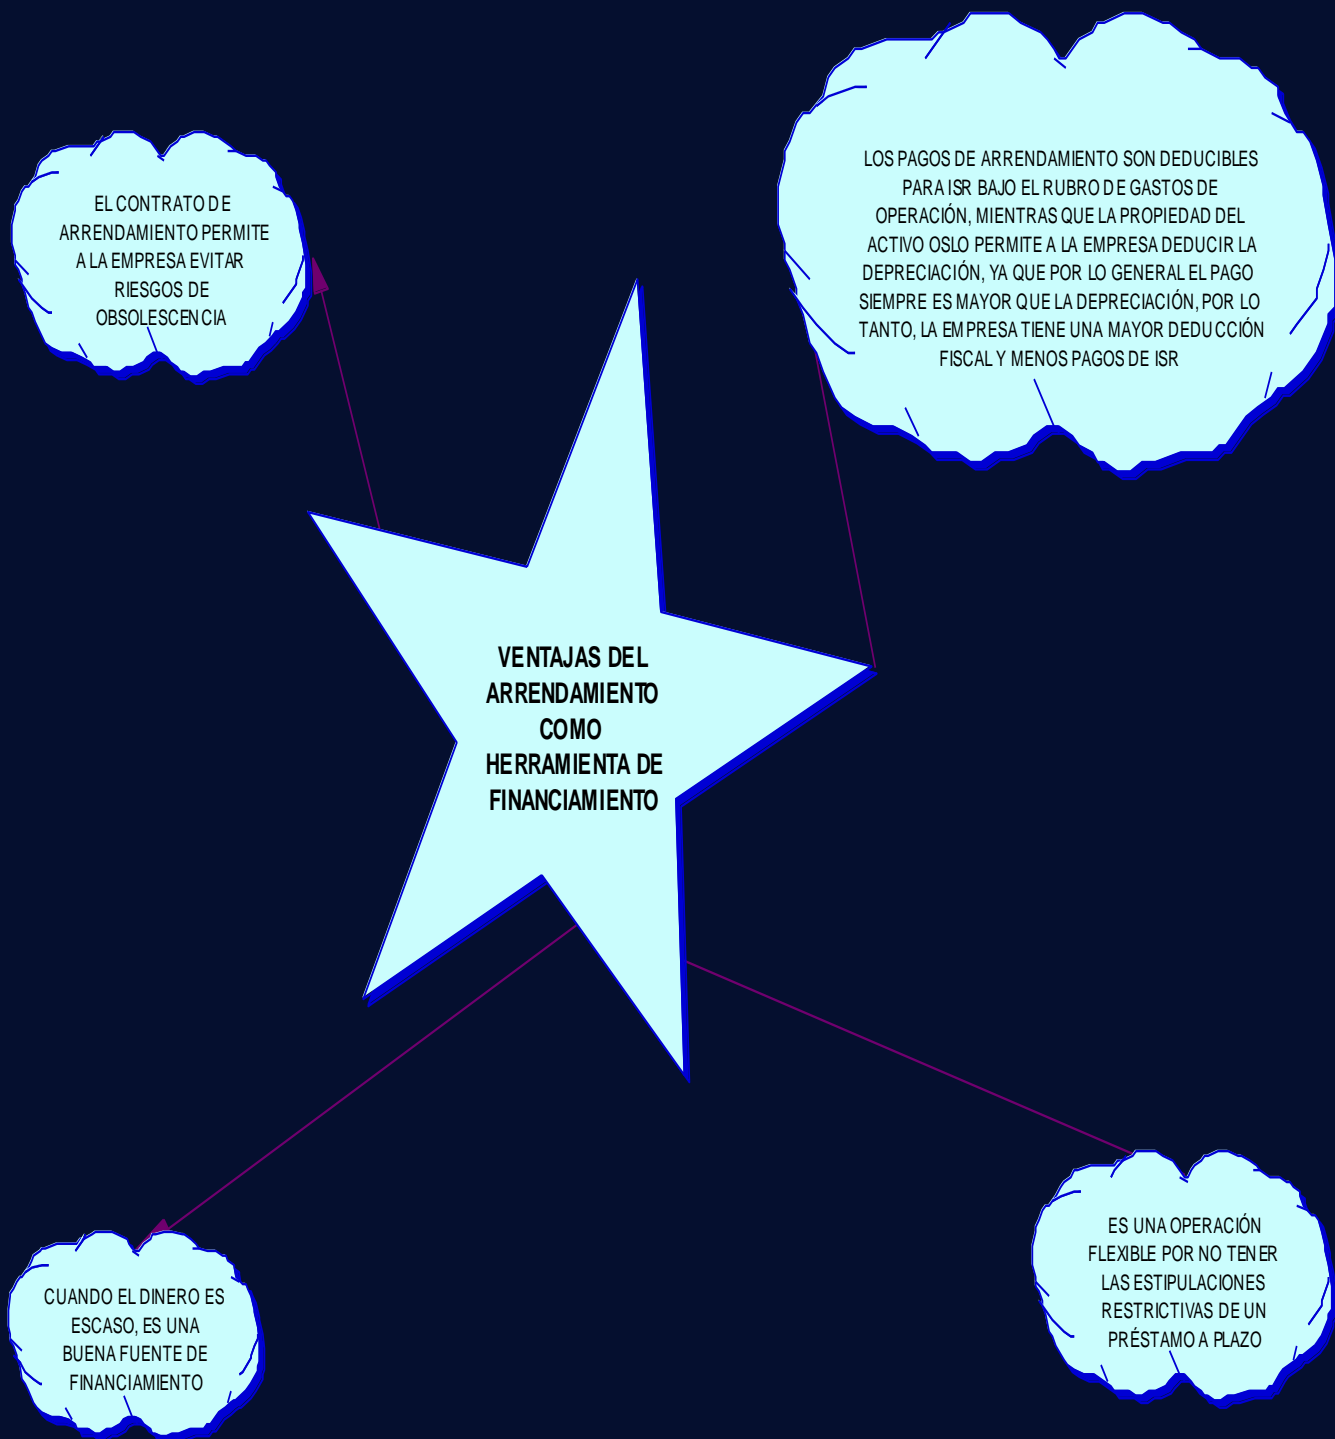 EL CONTRATO DE
ARRENDAMIENTO PERMITE
A LA EMPRESA EVITAR
RIESGOS DE
OBSOLESCENCIA
LOS PAGOS DE ARRENDAMIENTO SON DEDUCIBLES
PARA ISR BAJO EL RUBRO DE GASTOS DE
OPERACIÓN, MIENTRAS QUE LA PROPIEDAD DEL
ACTIVO OSLO PERMITE A LA EMPRESA DEDUCIR LA
DEPRECIACIÓN, YA QUE POR LO GENERAL EL PAGO
SIEMPRE ES MAYOR QUE LA DEPRECIACIÓN, POR LO
TANTO, LA EMPRESA TIENE UNA MAYOR DEDUCCIÓN
FISCAL Y MENOS PAGOS DE ISR
VENTAJAS DEL
ARRENDAMIENTO
COMO
HERRAMIENTA DE
FINANCIAMIENTO
CUANDO EL DINERO ES
ESCASO, ES UNA
BUENA FUENTE DE
FINANCIAMIENTO
ES UNA OPERACIÓN
FLEXIBLE POR NO TENER
LAS ESTIPULACIONES
RESTRICTIVAS DE UN
PRÉSTAMO A PLAZO